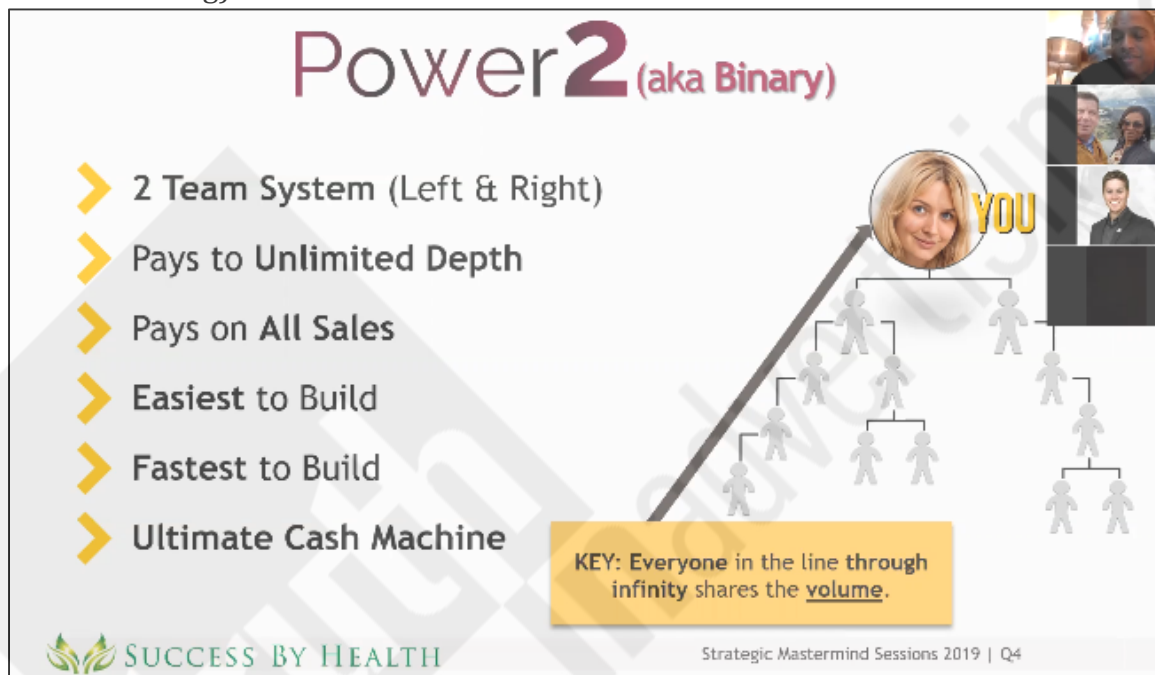 Power2 (aka Binary)
2 Team System (Left & Right)
YOU
Pays to Unlimited Depth
Pays on All Sales
Easiest to Build
Fastest to Build
Ultimate Cash Machine
KEY: Everyone in the line through
infinity shares the volume.
SUCCESS BY HEALTH
Strategic Mastermind Sessions 2019 | Q4